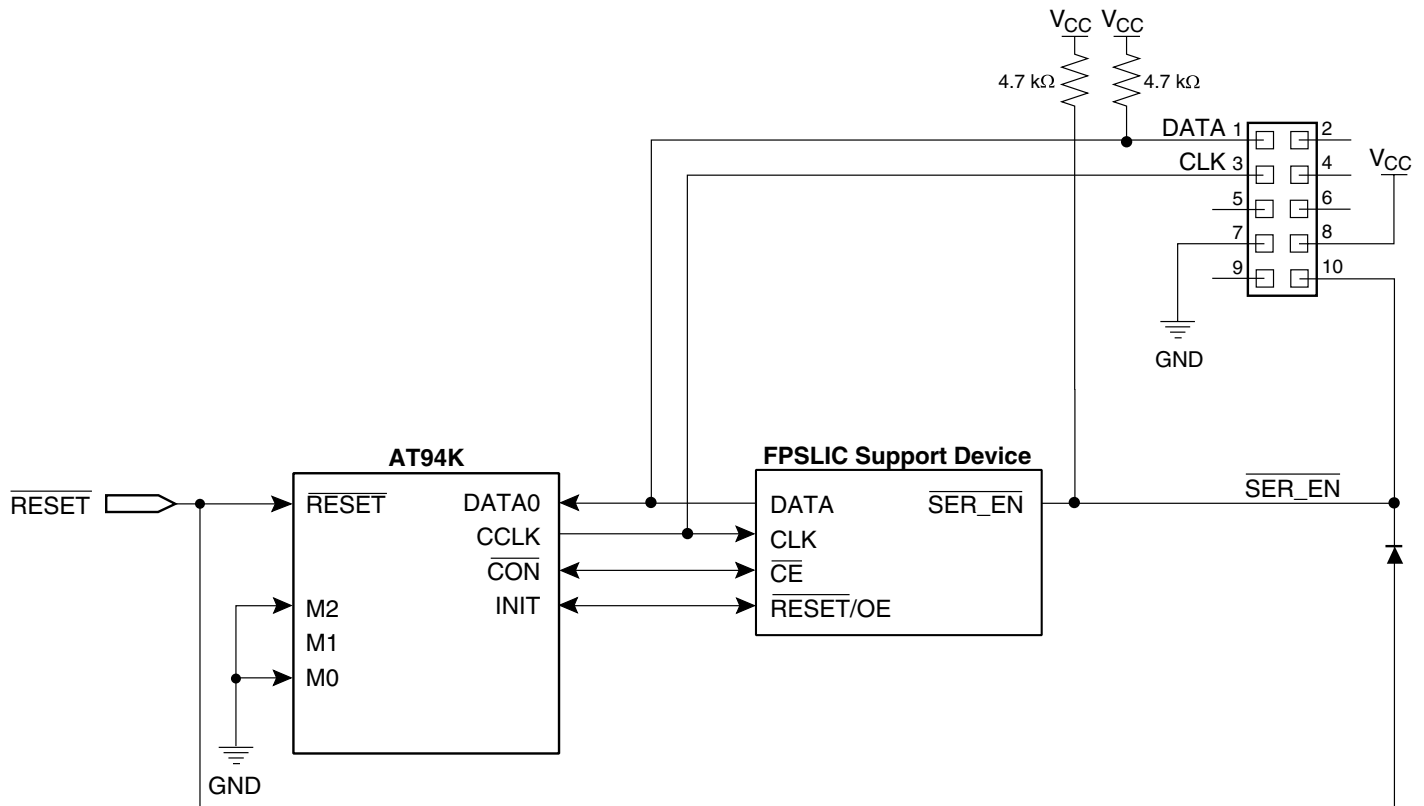 VCC VCC
4.7 kΩ 4.7 kΩ
DATA 1 2
CLK 3 4
VCC
5 6
7 8
9 10
GND
AT94K
FPSLIC Support Device
RESET
RESET
DATA0
CCLK
CON
INIT
M2
M1
M0
GND
DATA
CLK
CE
RESET/OE
SER_EN
SER_EN